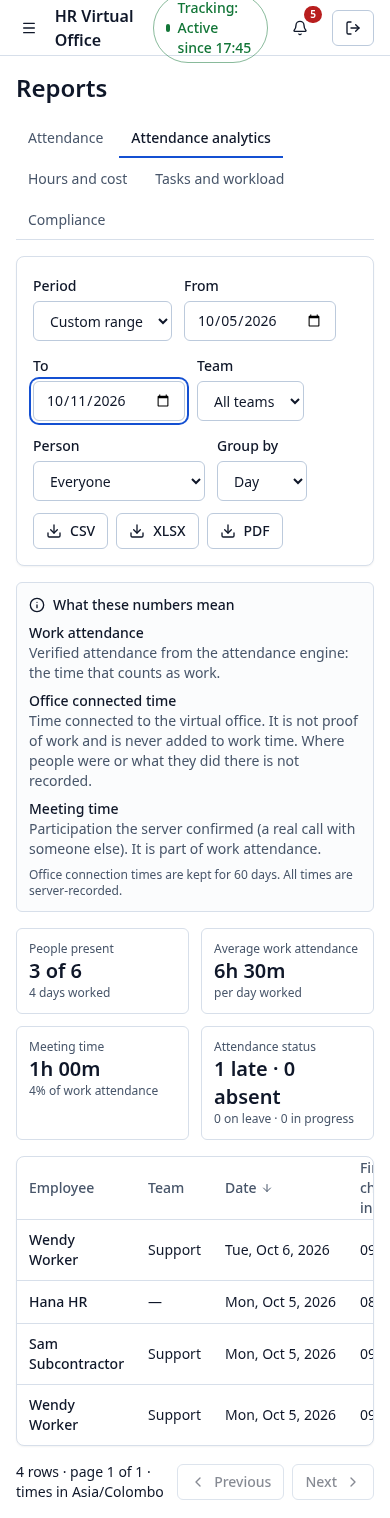 HR Virtual Office
Tracking: Active since 17:45
5
Reports
Attendance
Attendance analytics
Hours and cost
Tasks and workload
Compliance
Period
From
Custom range
10/05/2026
To
Team
10/11/2026
All teams
Person
Group by
Everyone
Day
CSV
XLSX
PDF
What these numbers mean
Work attendance
Verified attendance from the attendance engine:
the time that counts as work.
Office connected time
Time connected to the virtual office. It is not proof
of work and is never added to work time. Where
people were or what they did there is not
recorded.
Meeting time
Participation the server confirmed (a real call with
someone else). It is part of work attendance.
Office connection times are kept for 60 days. All times are
server-recorded.
People present
3 of 6
4 days worked
Average work attendance
6h 30m
per day worked
Meeting time
1h 00m
4% of work attendance
Attendance status
1 late · 0
absent
0 on leave · 0 in progress
Employee Team Date ↓
Wendy Worker Support Tue, Oct 6, 2026
Hana HR — Mon, Oct 5, 2026
Sam Subcontractor Support Mon, Oct 5, 2026
Wendy Worker Support Mon, Oct 5, 2026
4 rows · page 1 of 1 ·
times in Asia/Colombo
Previous
Next